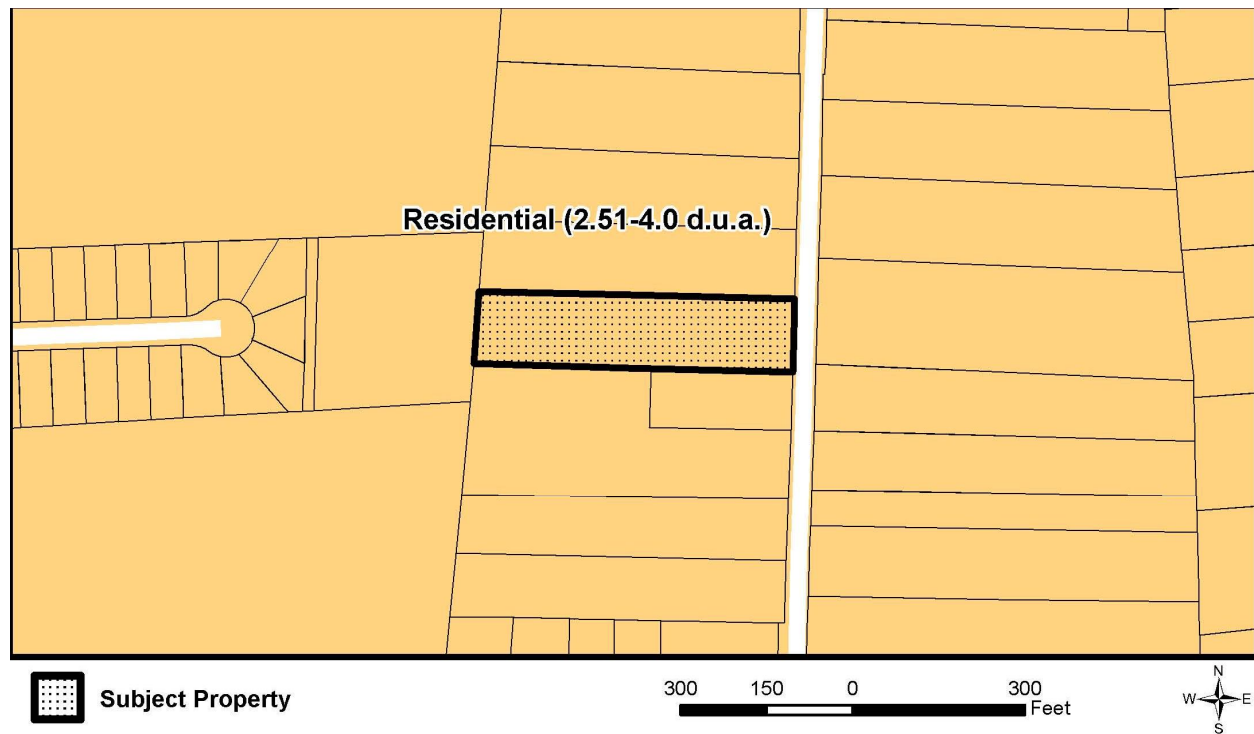 Residential (2.51-4.0 d.u.a.)
Subject Property
300 150 0 300
Feet
N
W E
S